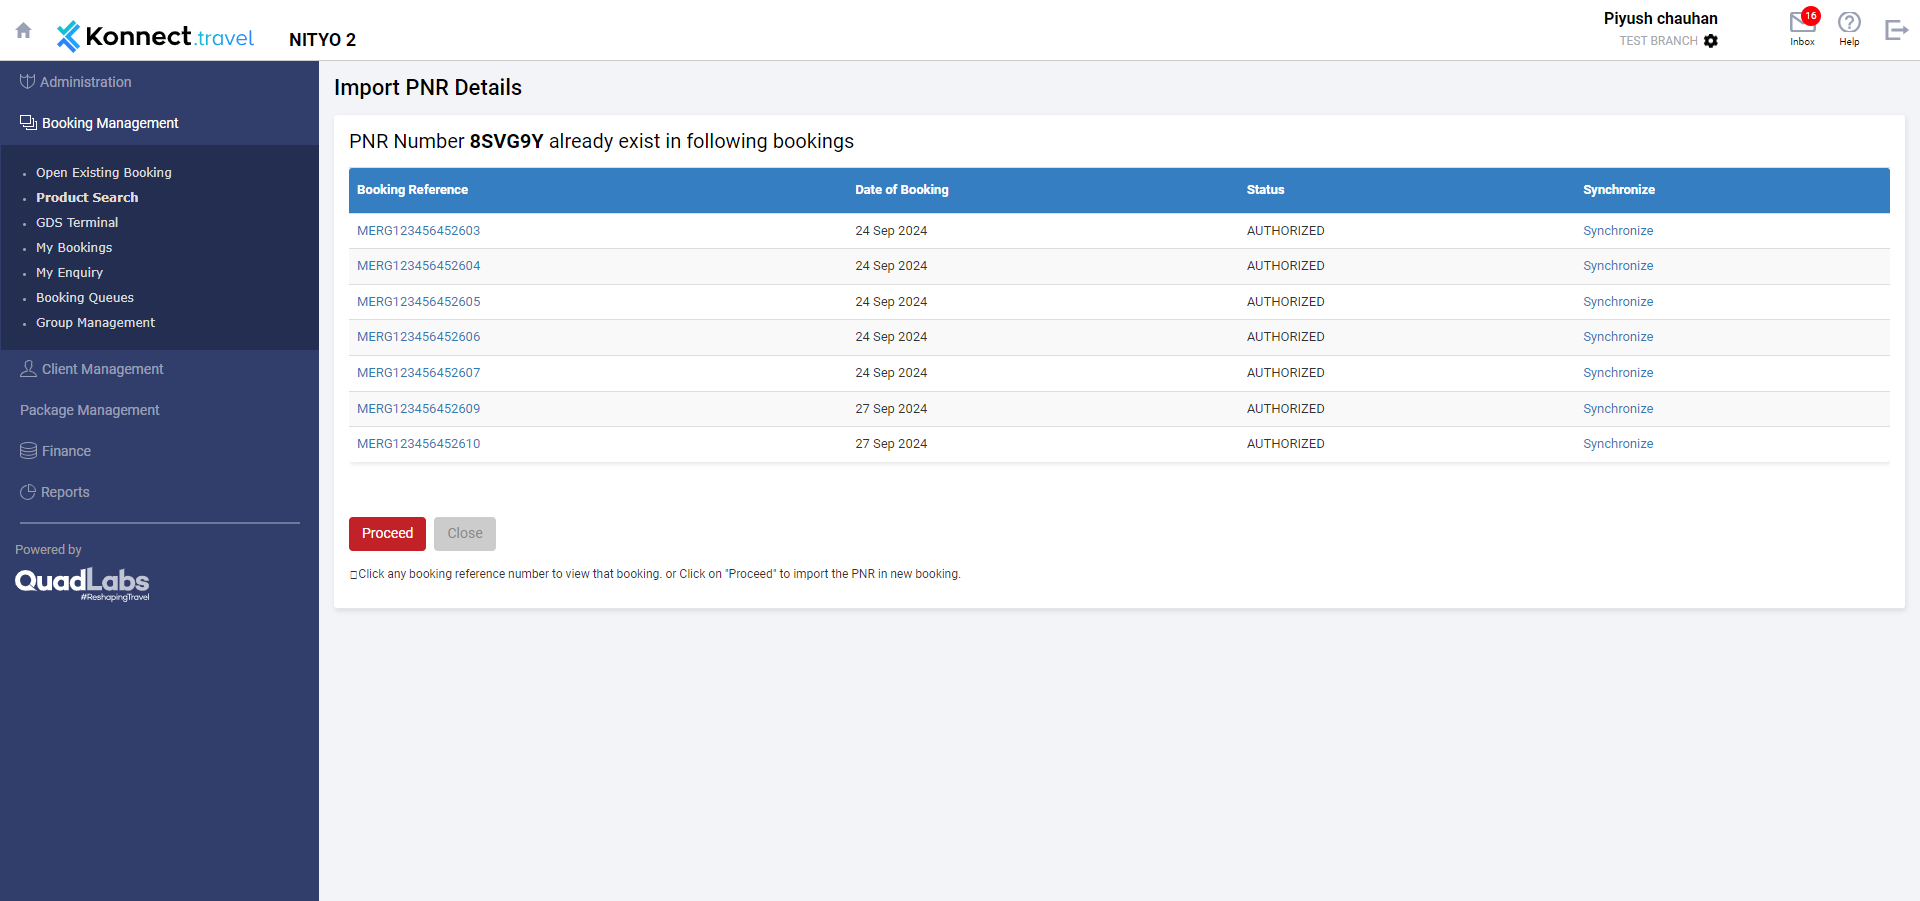 Konnect.travel
NITYO 2
Piyush chauhan
TEST BRANCH
16
Inbox
Help
Administration
Booking Management
Open Existing Booking
Product Search
GDS Terminal
My Bookings
My Enquiry
Booking Queues
Group Management
Client Management
Package Management
Finance
Reports
Powered by
QuadLabs
#ReshapingTravel
Import PNR Details
PNR Number 8SVG9Y already exist in following bookings
Booking Reference Date of Booking Status Synchronize
MERG123456452603 24 Sep 2024 AUTHORIZED Synchronize
MERG123456452604 24 Sep 2024 AUTHORIZED Synchronize
MERG123456452605 24 Sep 2024 AUTHORIZED Synchronize
MERG123456452606 24 Sep 2024 AUTHORIZED Synchronize
MERG123456452607 24 Sep 2024 AUTHORIZED Synchronize
MERG123456452609 27 Sep 2024 AUTHORIZED Synchronize
MERG123456452610 27 Sep 2024 AUTHORIZED Synchronize
Proceed Close
Click any booking reference number to view that booking. or Click on "Proceed" to import the PNR in new booking.